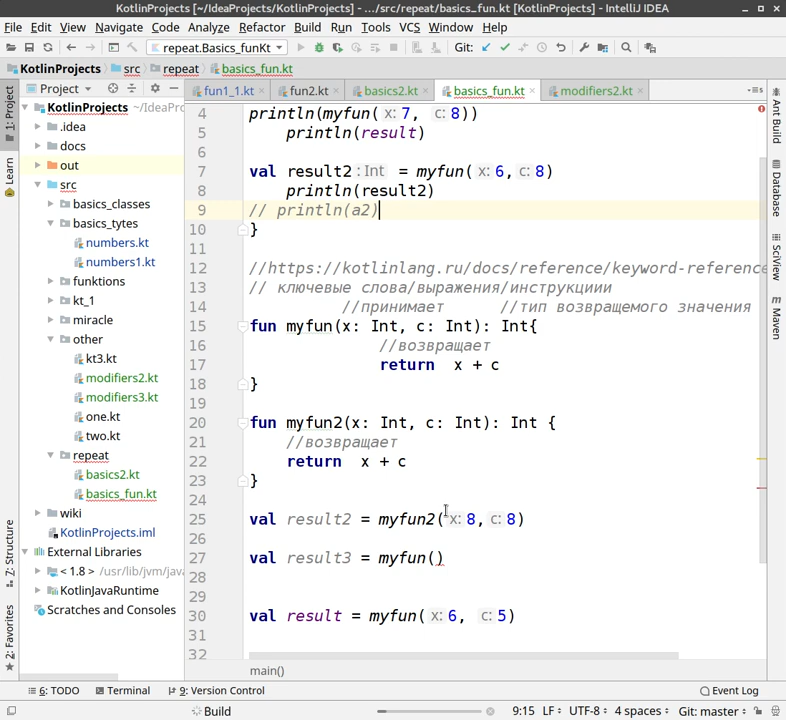 KotlinProjects [~/IdeaProjects/KotlinProjects] - .../src/repeat/basics_fun.kt [KotlinProjects] - IntelliJ IDEA
File Edit View Navigate Code Analyze Refactor Build Run Tools VCS Window Help
repeat.Basics_funKt Git:
KotlinProjects src repeat basics_fun.kt
1: Project
Learn
7: Structure
2: Favorites
Project
KotlinProjects ~/IdeaP
.idea
docs
out
src
basics_classes
basics_tytes
numbers.kt
numbers1.kt
funktions
kt_1
miracle
other
kt3.kt
modifiers2.kt
modifiers3.kt
one.kt
two.kt
repeat
basics2.kt
basics_fun.kt
wiki
KotlinProjects.iml
External Libraries
< 1.8 > /usr/lib/jvm/java
KotlinJavaRuntime
Scratches and Consoles
fun1_1.kt fun2.kt basics2.kt basics_fun.kt modifiers2.kt
4 println(myfun( x: 7, c: 8))
5 println(result)
6
7 val result2 : Int = myfun( x: 6, c: 8)
8 println(result2)
9 // println(a2)
10 }
11
12 //https://kotlinlang.ru/docs/reference/keyword-reference
13 // ключевые слова/выражения/инструкциии
14 //принимает //тип возвращемого значения
15 fun myfun(x: Int, c: Int): Int{
16 //возвращает
17 return x + c
18 }
19
20 fun myfun2(x: Int, c: Int): Int {
21 //возвращает
22 return x + c
23 }
24
25 val result2 = myfun2( x: 8, c: 8)
26
27 val result3 = myfun()
28
29
30 val result = myfun( x: 6, c: 5)
31
32
main()
Ant Build
Database
SciView
Maven
6: TODO Terminal 9: Version Control Event Log
Build 9:15 LF UTF-8 4 spaces Git: master